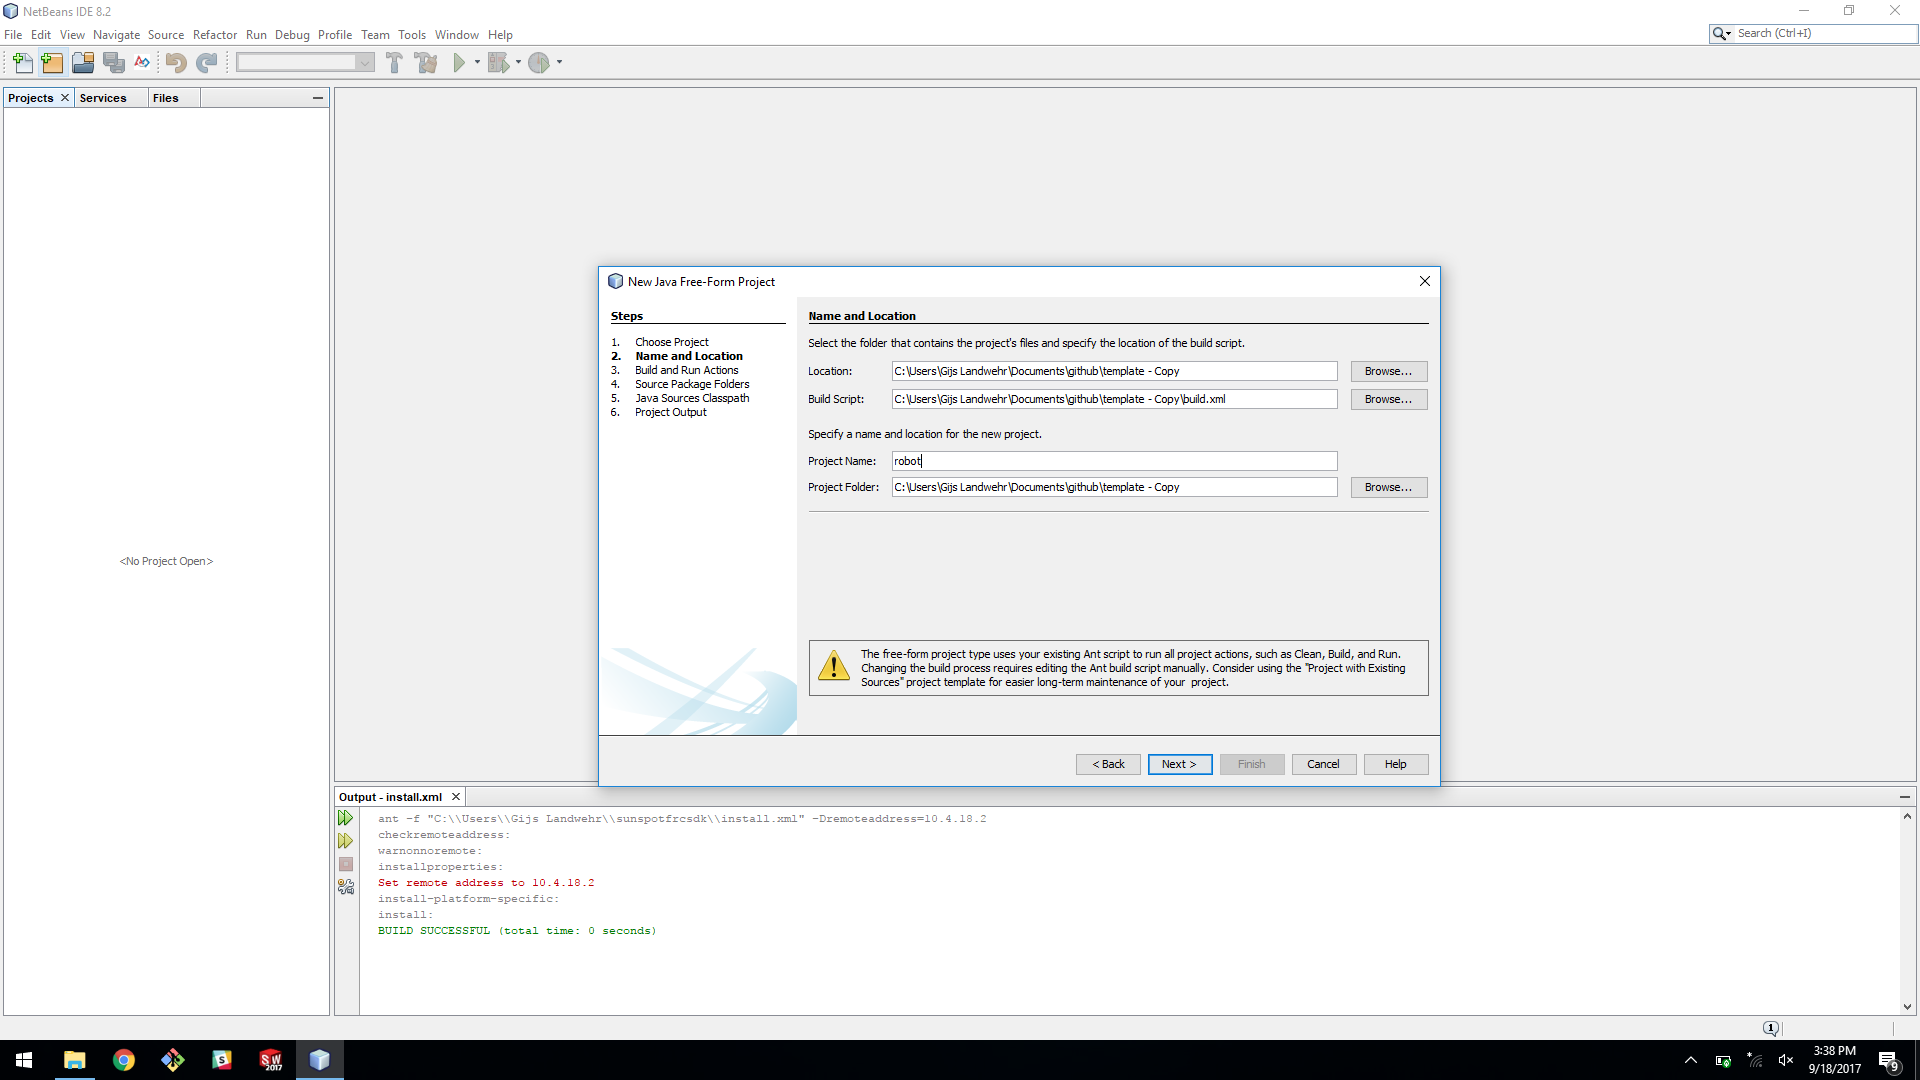 NetBeans IDE 8.2
File Edit View Navigate Source Refactor Run Debug Profile Team Tools Window Help
Search (Ctrl+I)
Projects Services Files
<No Project Open>
New Java Free-Form Project
Steps
1. Choose Project
2. Name and Location
3. Build and Run Actions
4. Source Package Folders
5. Java Sources Classpath
6. Project Output
Name and Location
Select the folder that contains the project's files and specify the location of the build script.
Location: C:\Users\Gijs Landwehr\Documents\github\template - Copy Browse...
Build Script: C:\Users\Gijs Landwehr\Documents\github\template - Copy\build.xml Browse...
Specify a name and location for the new project.
Project Name: robot
Project Folder: C:\Users\Gijs Landwehr\Documents\github\template - Copy Browse...
The free-form project type uses your existing Ant script to run all project actions, such as Clean, Build, and Run.
Changing the build process requires editing the Ant build script manually. Consider using the "Project with Existing
Sources" project template for easier long-term maintenance of your project.
< Back Next > Finish Cancel Help
Output - install.xml
ant -f "C:\\Users\\Gijs Landwehr\\sunspotfrcsdk\\install.xml" -Dremoteaddress=10.4.18.2
checkremoteaddress:
warnonnoremote:
installproperties:
Set remote address to 10.4.18.2
install-platform-specific:
install:
BUILD SUCCESSFUL (total time: 0 seconds)
1
S
SW
2017
3:38 PM
9/18/2017
9